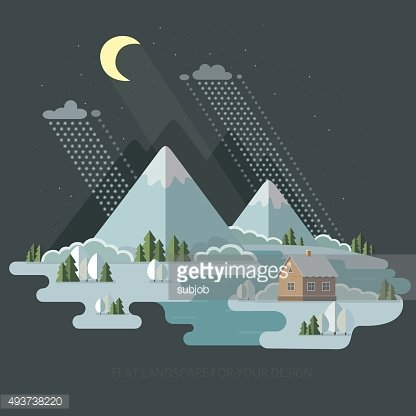 gettyimages
subjob
FLAT LANDSCAPE FOR YOUR DESIGN
493738220